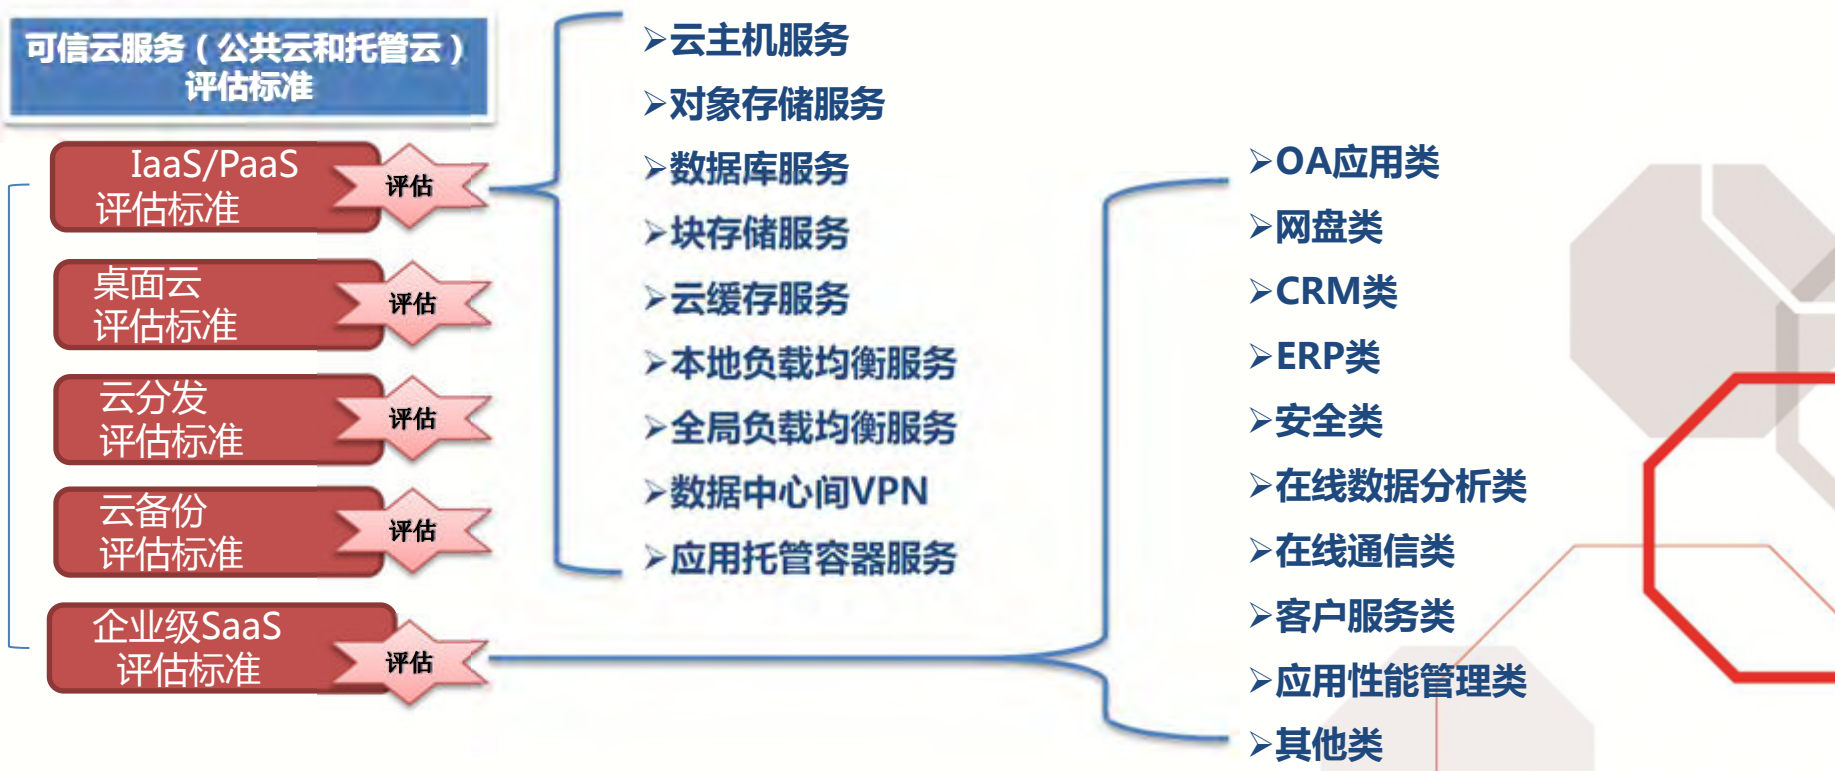 可信云服务（公共云和托管云）
评估标准
IaaS/PaaS
评估标准
评估
桌面云
评估标准
评估
云分发
评估标准
评估
云备份
评估标准
评估
企业级SaaS
评估标准
评估
➢云主机服务
➢对象存储服务
➢数据库服务
➢块存储服务
➢云缓存服务
➢本地负载均衡服务
➢全局负载均衡服务
➢数据中心间VPN
➢应用托管容器服务
➢OA应用类
➢网盘类
➢CRM类
➢ERP类
➢安全类
➢在线数据分析类
➢在线通信类
➢客户服务类
➢应用性能管理类
➢其他类